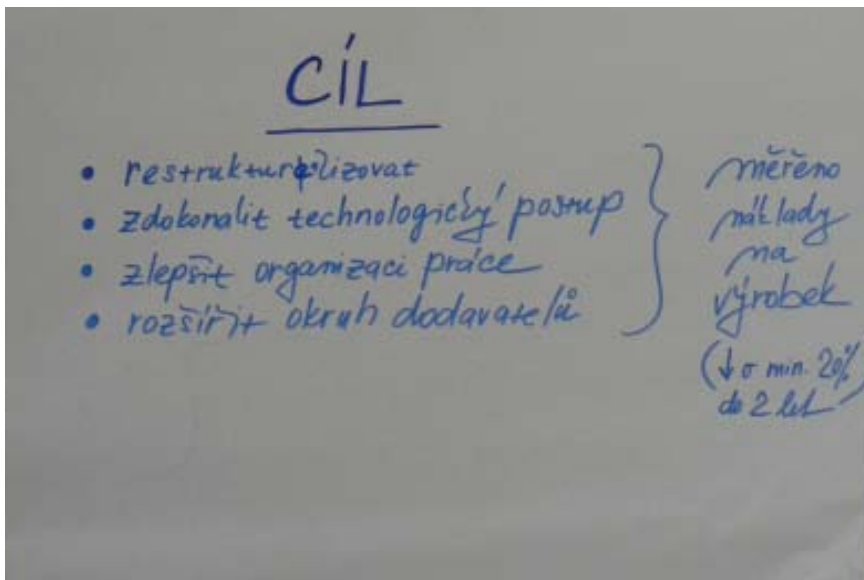 CÍL
• restrukturalizovat
• zdokonalit technologický postup
• zlepšit organizaci práce
• rozšířit okruh dodavatelů
}
měřeno
náklady
na
výrobek
(↓ o min. 20%
do 2 let)